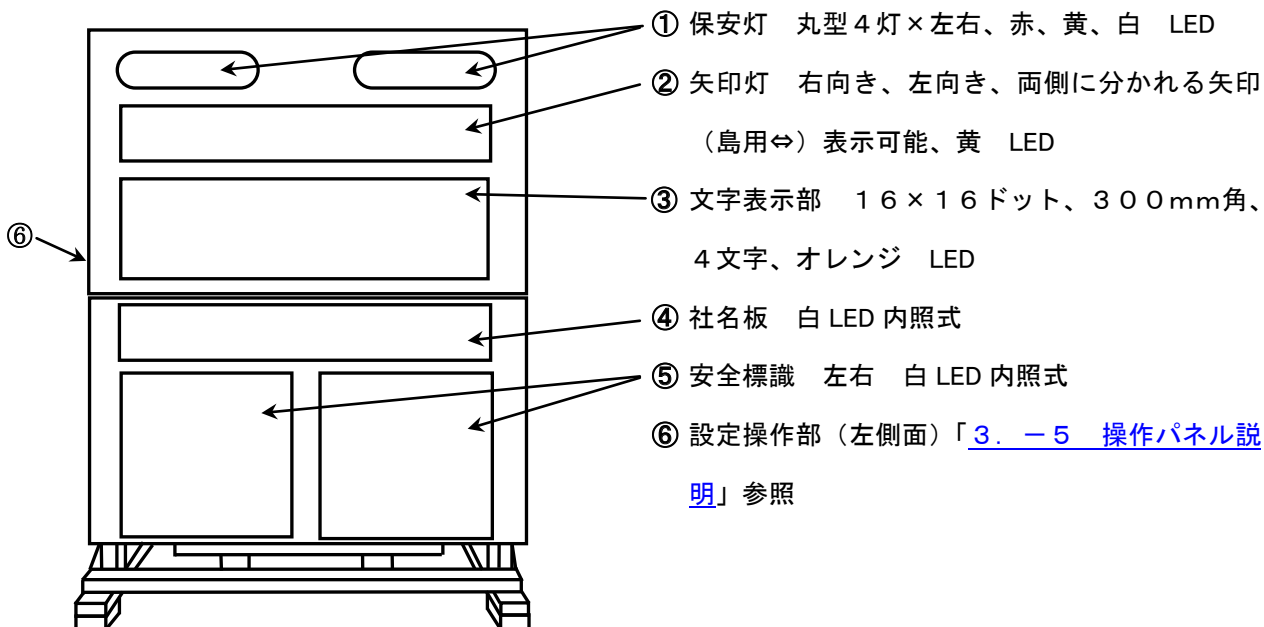 ① 保安灯　丸型４灯×左右、赤、黄、白　LED
② 矢印灯　右向き、左向き、両側に分かれる矢印
（島用⇔）表示可能、黄　LED
③ 文字表示部　１６×１６ドット、３００ｍｍ角、
４文字、オレンジ　LED
⑥
④ 社名板　白 LED 内照式
⑤ 安全標識　左右　白 LED 内照式
⑥ 設定操作部（左側面）「３．－５　操作パネル説
明」参照